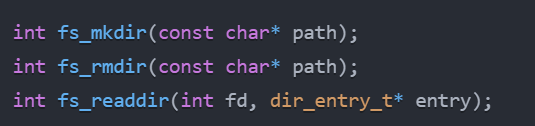 int fs_mkdir(const char* path);
int fs_rmdir(const char* path);
int fs_readdir(int fd, dir_entry_t* entry);